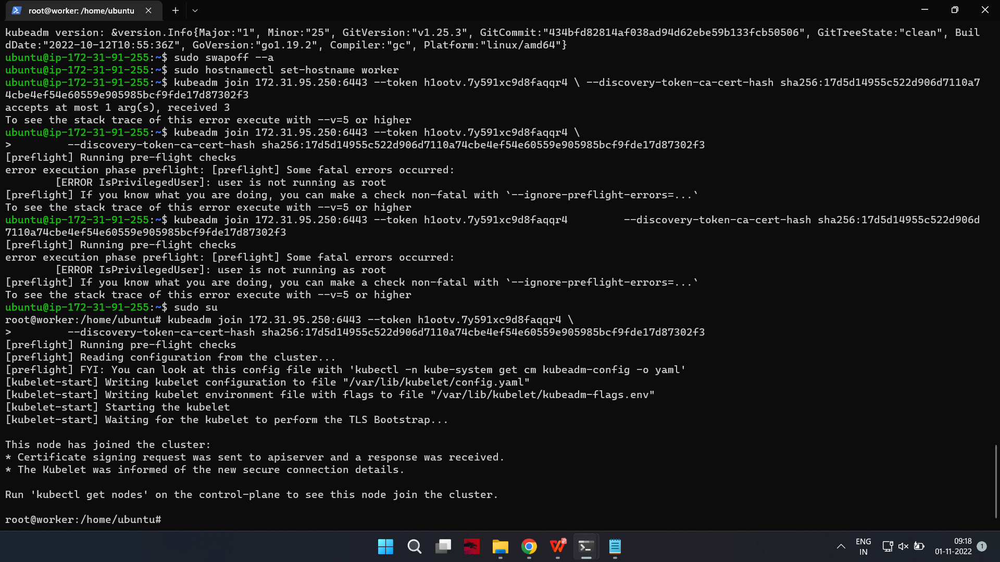 root@worker: /home/ubuntu
kubeadm version: &version.Info{Major:"1", Minor:"25", GitVersion:"v1.25.3", GitCommit:"434bfd82814af038ad94d62ebe59b133fcb50506", GitTreeState:"clean", Buil
dDate:"2022-10-12T10:55:36Z", GoVersion:"go1.19.2", Compiler:"gc", Platform:"linux/amd64"}
ubuntu@ip-172-31-91-255:~$ sudo swapoff --a
ubuntu@ip-172-31-91-255:~$ sudo hostnamectl set-hostname worker
ubuntu@ip-172-31-91-255:~$ kubeadm join 172.31.95.250:6443 --token h1ootv.7y591xc9d8faqqr4 \ --discovery-token-ca-cert-hash sha256:17d5d14955c522d906d7110a7
4cbe4ef54e60559e905985bcf9fde17d87302f3
accepts at most 1 arg(s), received 3
To see the stack trace of this error execute with --v=5 or higher
ubuntu@ip-172-31-91-255:~$ kubeadm join 172.31.95.250:6443 --token h1ootv.7y591xc9d8faqqr4 \
>         --discovery-token-ca-cert-hash sha256:17d5d14955c522d906d7110a74cbe4ef54e60559e905985bcf9fde17d87302f3
[preflight] Running pre-flight checks
error execution phase preflight: [preflight] Some fatal errors occurred:
        [ERROR IsPrivilegedUser]: user is not running as root
[preflight] If you know what you are doing, you can make a check non-fatal with `--ignore-preflight-errors=...`
To see the stack trace of this error execute with --v=5 or higher
ubuntu@ip-172-31-91-255:~$ kubeadm join 172.31.95.250:6443 --token h1ootv.7y591xc9d8faqqr4         --discovery-token-ca-cert-hash sha256:17d5d14955c522d906d
7110a74cbe4ef54e60559e905985bcf9fde17d87302f3
[preflight] Running pre-flight checks
error execution phase preflight: [preflight] Some fatal errors occurred:
        [ERROR IsPrivilegedUser]: user is not running as root
[preflight] If you know what you are doing, you can make a check non-fatal with `--ignore-preflight-errors=...`
To see the stack trace of this error execute with --v=5 or higher
ubuntu@ip-172-31-91-255:~$ sudo su
root@worker:/home/ubuntu# kubeadm join 172.31.95.250:6443 --token h1ootv.7y591xc9d8faqqr4 \
>         --discovery-token-ca-cert-hash sha256:17d5d14955c522d906d7110a74cbe4ef54e60559e905985bcf9fde17d87302f3
[preflight] Running pre-flight checks
[preflight] Reading configuration from the cluster...
[preflight] FYI: You can look at this config file with 'kubectl -n kube-system get cm kubeadm-config -o yaml'
[kubelet-start] Writing kubelet configuration to file "/var/lib/kubelet/config.yaml"
[kubelet-start] Writing kubelet environment file with flags to file "/var/lib/kubelet/kubeadm-flags.env"
[kubelet-start] Starting the kubelet
[kubelet-start] Waiting for the kubelet to perform the TLS Bootstrap...
This node has joined the cluster:
* Certificate signing request was sent to apiserver and a response was received.
* The Kubelet was informed of the new secure connection details.
Run 'kubectl get nodes' on the control-plane to see this node join the cluster.
root@worker:/home/ubuntu#
ENG
IN
09:18
01-11-2022
1